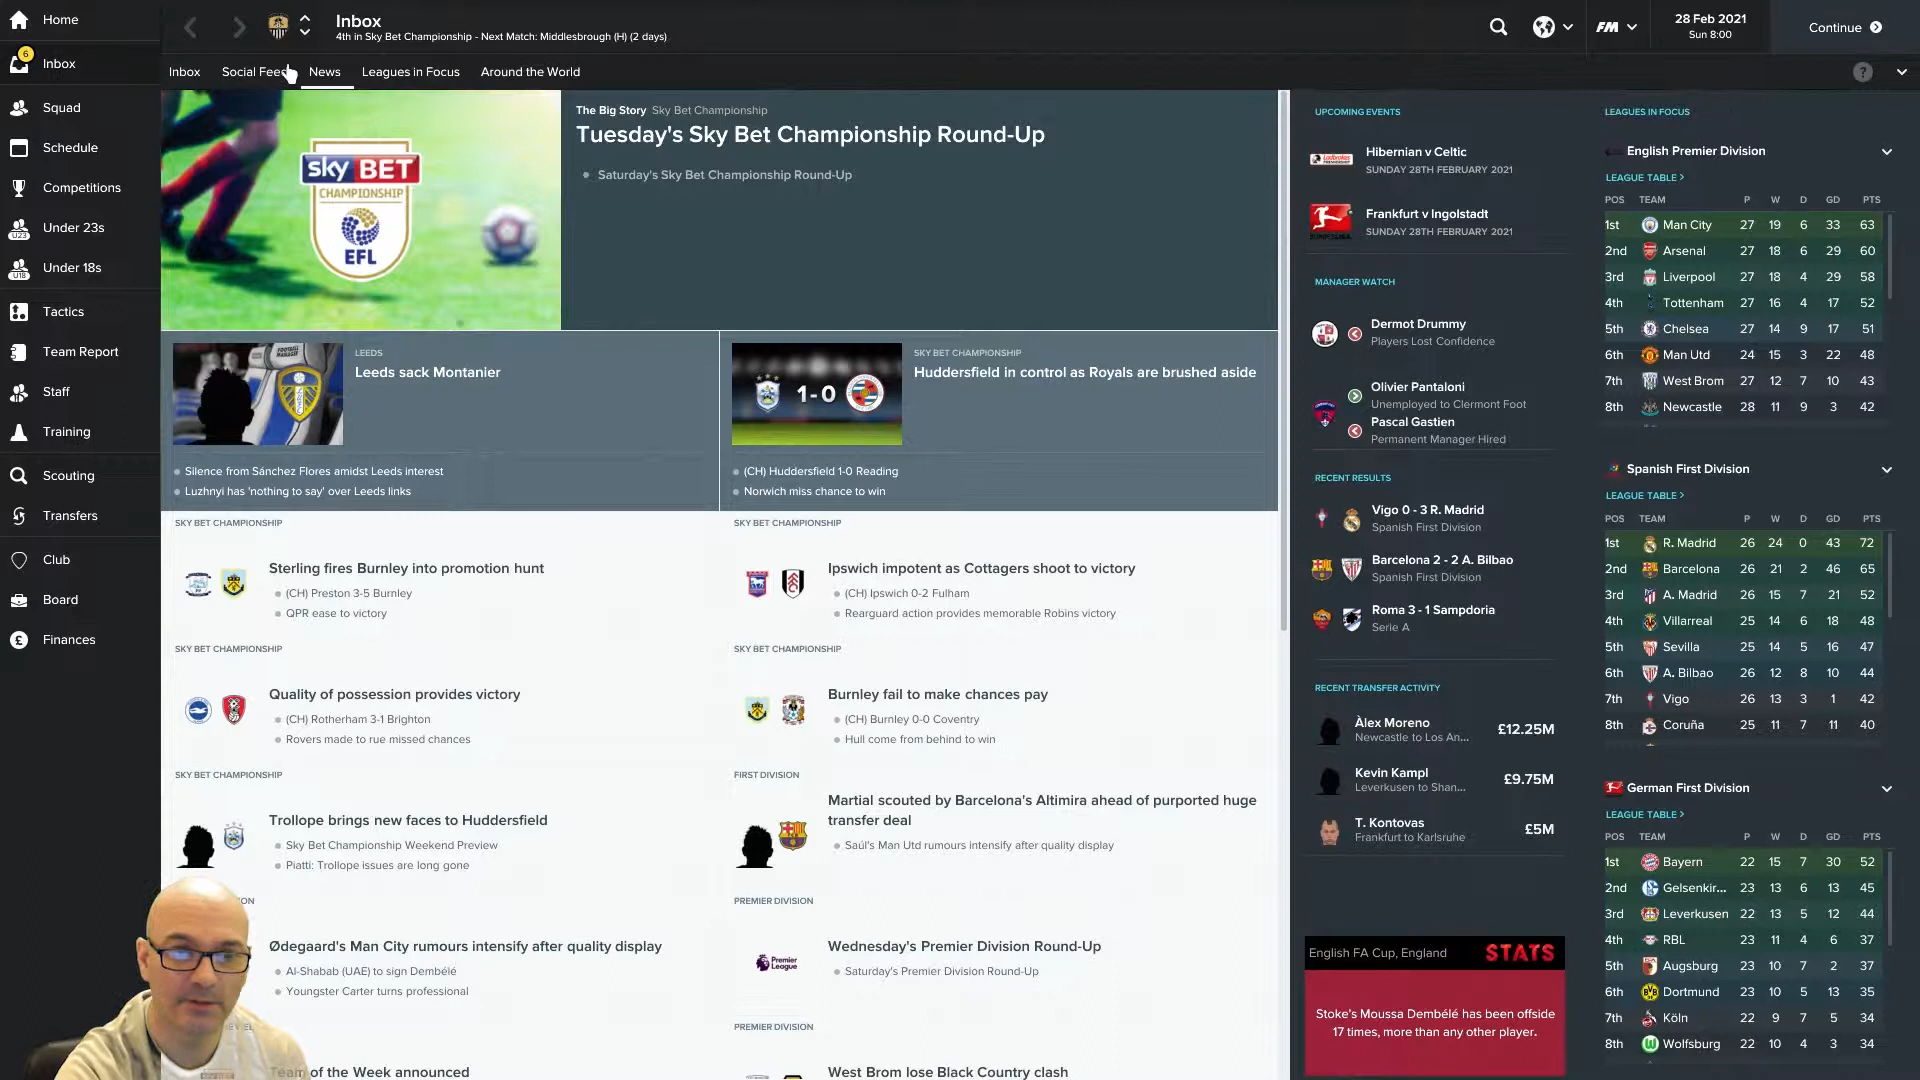 Home
6
Inbox
Squad
Schedule
Competitions
U23
Under 23s
U18
Under 18s
Tactics
Team Report
Staff
Training
Scouting
Transfers
Club
Board
Finances
Inbox
4th in Sky Bet Championship - Next Match: Middlesbrough (H) (2 days)
FM
28 Feb 2021
Sun 8:00
Continue
Inbox
Social Feed
News
Leagues in Focus
Around the World
?
sky BET
CHAMPIONSHIP
EFL
The Big Story Sky Bet Championship
Tuesday's Sky Bet Championship Round-Up
Saturday's Sky Bet Championship Round-Up
LEEDS
Leeds sack Montanier
Silence from Sánchez Flores amidst Leeds interest
Luzhnyi has 'nothing to say' over Leeds links
1-0
SKY BET CHAMPIONSHIP
Huddersfield in control as Royals are brushed aside
(CH) Huddersfield 1-0 Reading
Norwich miss chance to win
SKY BET CHAMPIONSHIP
Sterling fires Burnley into promotion hunt
(CH) Preston 3-5 Burnley
QPR ease to victory
SKY BET CHAMPIONSHIP
Ipswich impotent as Cottagers shoot to victory
(CH) Ipswich 0-2 Fulham
Rearguard action provides memorable Robins victory
SKY BET CHAMPIONSHIP
Quality of possession provides victory
(CH) Rotherham 3-1 Brighton
Rovers made to rue missed chances
SKY BET CHAMPIONSHIP
Burnley fail to make chances pay
(CH) Burnley 0-0 Coventry
Hull come from behind to win
SKY BET CHAMPIONSHIP
Trollope brings new faces to Huddersfield
Sky Bet Championship Weekend Preview
Piatti: Trollope issues are long gone
FIRST DIVISION
Martial scouted by Barcelona's Altimira ahead of purported huge
transfer deal
Saúl's Man Utd rumours intensify after quality display
Ødegaard's Man City rumours intensify after quality display
Al-Shabab (UAE) to sign Dembélé
Youngster Carter turns professional
PREMIER DIVISION
Premier
League
Wednesday's Premier Division Round-Up
Saturday's Premier Division Round-Up
Team of the Week announced
PREMIER DIVISION
West Brom lose Black Country clash
UPCOMING EVENTS
Hibernian v Celtic
SUNDAY 28TH FEBRUARY 2021
Frankfurt v Ingolstadt
SUNDAY 28TH FEBRUARY 2021
MANAGER WATCH
Dermot Drummy
Players Lost Confidence
Olivier Pantaloni
Unemployed to Clermont Foot
Pascal Gastien
Permanent Manager Hired
RECENT RESULTS
Vigo 0 - 3 R. Madrid
Spanish First Division
Barcelona 2 - 2 A. Bilbao
Spanish First Division
Roma 3 - 1 Sampdoria
Serie A
RECENT TRANSFER ACTIVITY
Àlex Moreno £12.25M
Newcastle to Los An...
Kevin Kampl £9.75M
Leverkusen to Shan...
T. Kontovas £5M
Frankfurt to Karlsruhe
English FA Cup, England STATS
Stoke's Moussa Dembélé has been offside
17 times, more than any other player.
LEAGUES IN FOCUS
English Premier Division
LEAGUE TABLE >
POS TEAM P W D GD PTS
1st Man City 27 19 6 33 63
2nd Arsenal 27 18 6 29 60
3rd Liverpool 27 18 4 29 58
4th Tottenham 27 16 4 17 52
5th Chelsea 27 14 9 17 51
6th Man Utd 24 15 3 22 48
7th West Brom 27 12 7 10 43
8th Newcastle 28 11 9 3 42
Spanish First Division
LEAGUE TABLE >
POS TEAM P W D GD PTS
1st R. Madrid 26 24 0 43 72
2nd Barcelona 26 21 2 46 65
3rd A. Madrid 26 15 7 21 52
4th Villarreal 25 14 6 18 48
5th Sevilla 25 14 5 16 47
6th A. Bilbao 26 12 8 10 44
7th Vigo 26 13 3 1 42
8th Coruña 25 11 7 11 40
German First Division
LEAGUE TABLE >
POS TEAM P W D GD PTS
1st Bayern 22 15 7 30 52
2nd Gelsenkir... 23 13 6 13 45
3rd Leverkusen 22 13 5 12 44
4th RBL 23 11 4 6 37
5th Augsburg 23 10 7 2 37
6th Dortmund 23 10 5 13 35
7th Köln 22 9 7 5 34
8th Wolfsburg 22 10 4 3 34